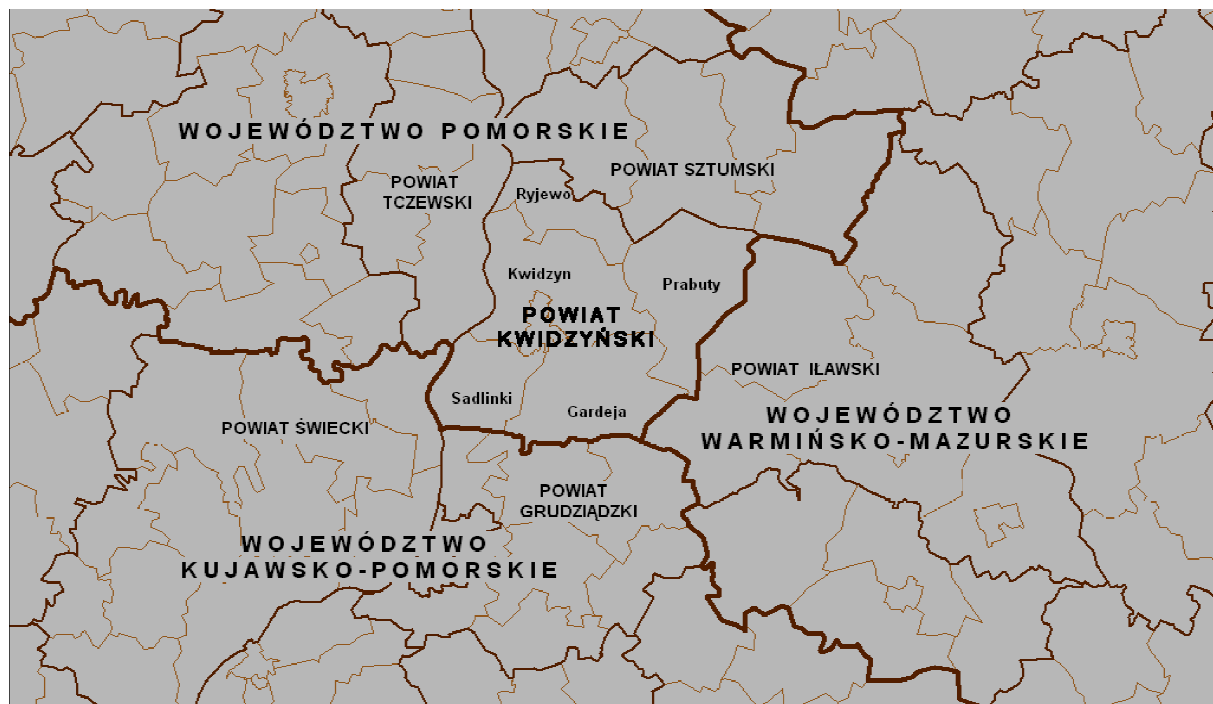 WOJEWÓDZTWO POMORSKIE
POWIAT SZTUMSKI
POWIAT
TCZEWSKI
Ryjewo
Kwidzyn
Prabuty
POWIAT
KWIDZYŃSKI
POWIAT IŁAWSKI
Sadlinki
Gardeja
WOJEWÓDZTWO
WARMIŃSKO-MAZURSKIE
POWIAT ŚWIECKI
POWIAT
GRUDZIĄDZKI
WOJEWÓDZTWO
KUJAWSKO-POMORSKIE